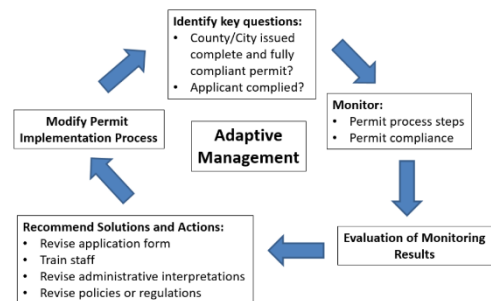 Identify key questions:
• County/City issued
complete and fully
compliant permit?
• Applicant complied?
Monitor:
• Permit process steps
• Permit compliance
Evaluation of Monitoring
Results
Recommend Solutions and Actions:
• Revise application form
• Train staff
• Revise administrative interpretations
• Revise policies or regulations
Modify Permit
Implementation Process
Adaptive
Management